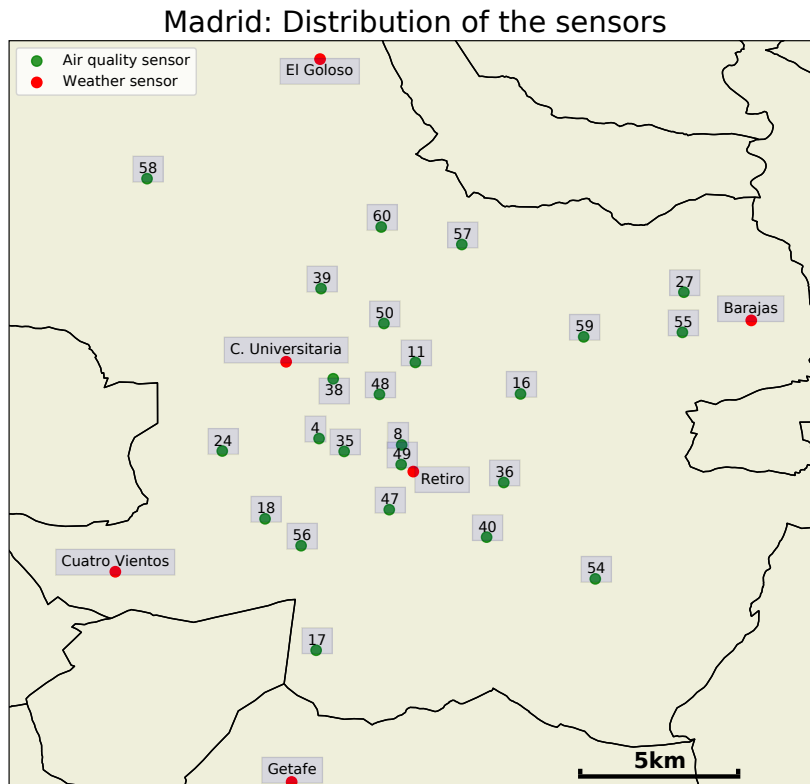 Madrid: Distribution of the sensors
Air quality sensor
Weather sensor
El Goloso
58
60
57
39
27
Barajas
50
55
59
C. Universitaria
11
38
48
16
4
35
8
24
49
Retiro
36
18
47
40
56
Cuatro Vientos
54
17
Getafe
5km